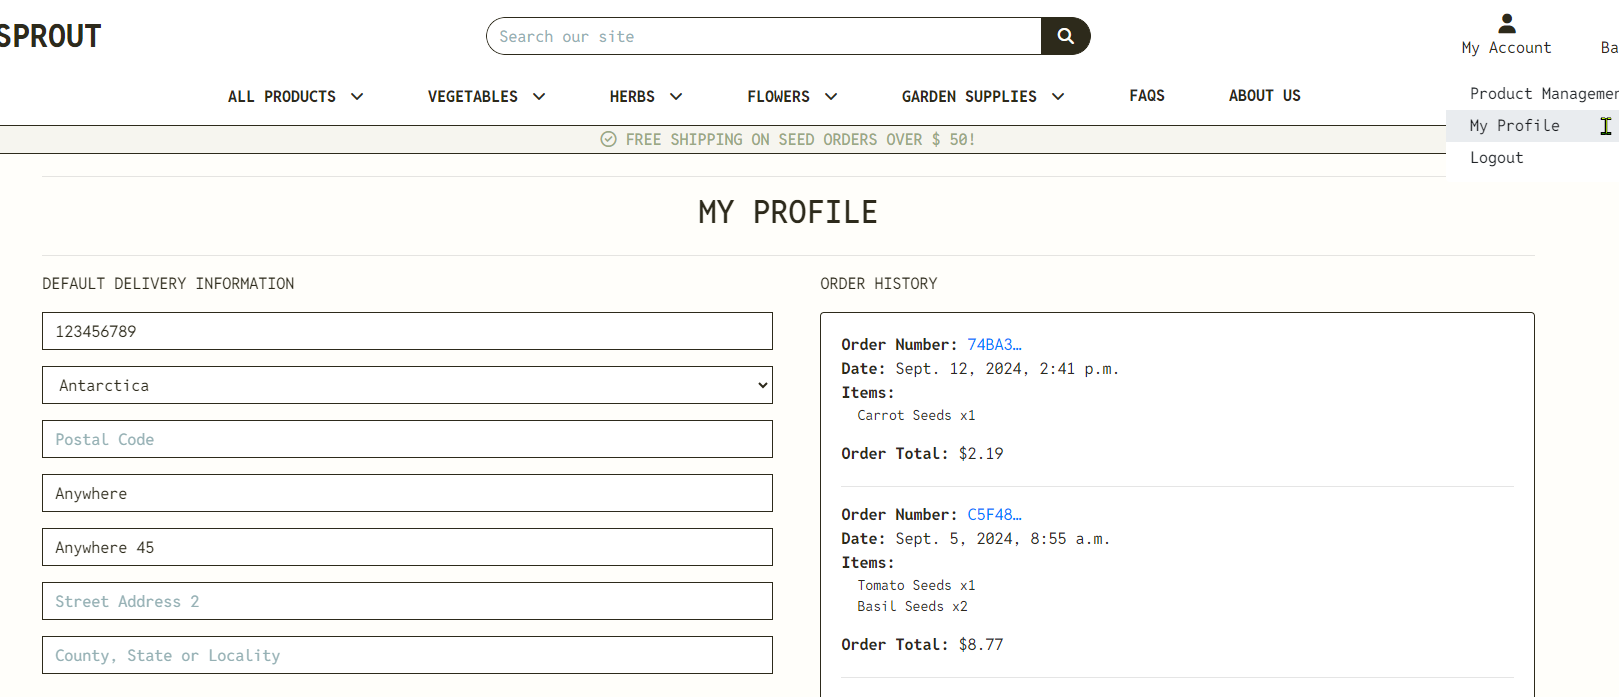 SPROUT
Search our site
My Account
Ba
ALL PRODUCTS
VEGETABLES
HERBS
FLOWERS
GARDEN SUPPLIES
FAQS
ABOUT US
Product Managemen
My Profile
Logout
FREE SHIPPING ON SEED ORDERS OVER $ 50!
MY PROFILE
DEFAULT DELIVERY INFORMATION
123456789
Antarctica
Postal Code
Anywhere
Anywhere 45
Street Address 2
County, State or Locality
ORDER HISTORY
Order Number: 74BA3…
Date: Sept. 12, 2024, 2:41 p.m.
Items:
Carrot Seeds x1
Order Total: $2.19
Order Number: C5F48…
Date: Sept. 5, 2024, 8:55 a.m.
Items:
Tomato Seeds x1
Basil Seeds x2
Order Total: $8.77